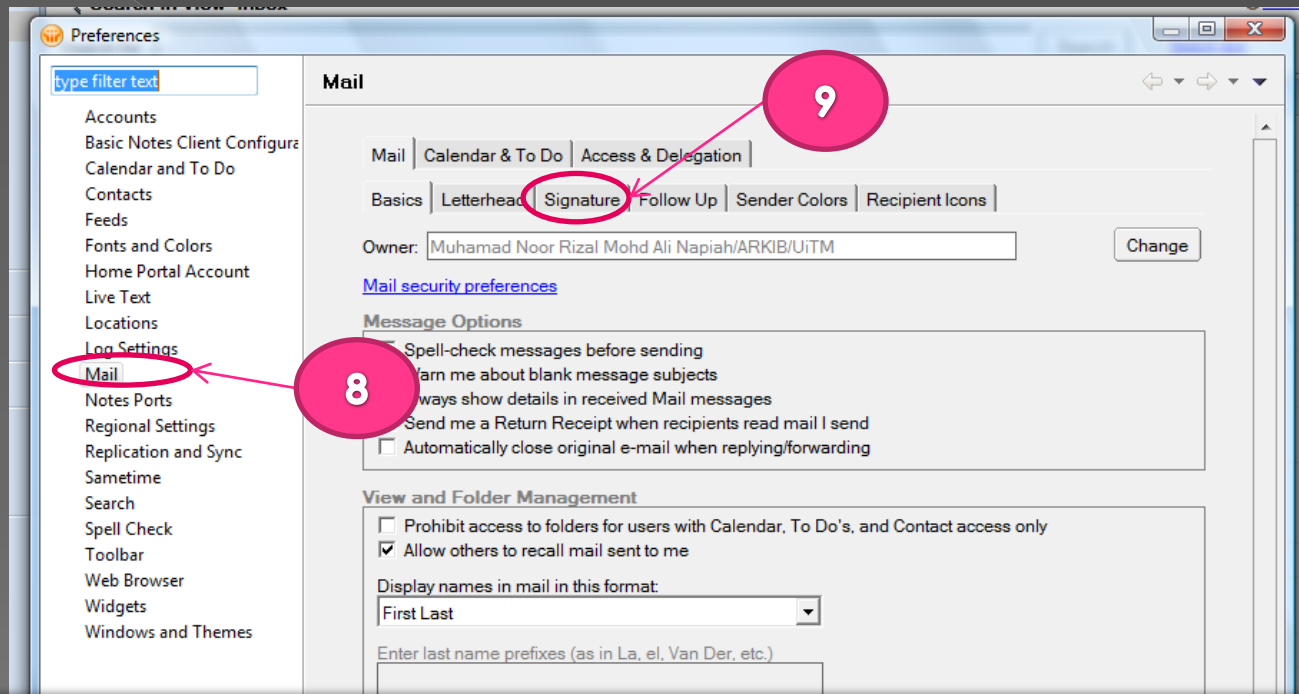 Search in View 'Inbox'
Preferences
type filter text
Accounts
Basic Notes Client Configura
Calendar and To Do
Contacts
Feeds
Fonts and Colors
Home Portal Account
Live Text
Locations
Log Settings
Mail
Notes Ports
Regional Settings
Replication and Sync
Sametime
Search
Spell Check
Toolbar
Web Browser
Widgets
Windows and Themes
8
Mail
9
Mail Calendar & To Do Access & Delegation
Basics Letterhead Signature Follow Up Sender Colors Recipient Icons
Owner: Muhamad Noor Rizal Mohd Ali Napiah/ARKIB/UiTM Change
Mail security preferences
Message Options
Spell-check messages before sending
Warn me about blank message subjects
Always show details in received Mail messages
Send me a Return Receipt when recipients read mail I send
Automatically close original e-mail when replying/forwarding
View and Folder Management
Prohibit access to folders for users with Calendar, To Do's, and Contact access only
Allow others to recall mail sent to me
Display names in mail in this format:
First Last
Enter last name prefixes (as in La, el, Van Der, etc.)